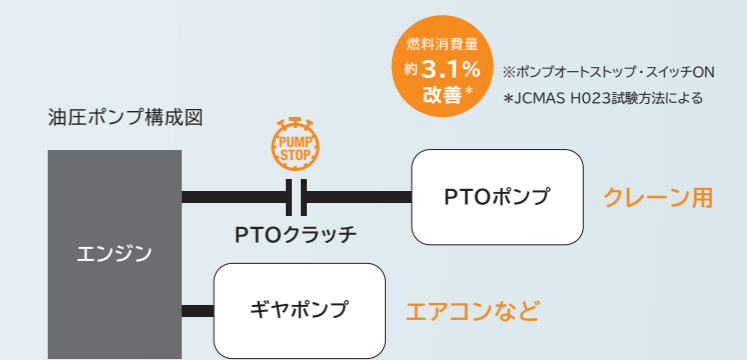 燃料消費量
約3.1%
改善*
※ポンプオートストップ・スイッチON
*JCMAS H023試験方法による
油圧ポンプ構成図
PUMP
STOP
エンジン
PTOクラッチ
PTOポンプ
クレーン用
ギヤポンプ
エアコンなど